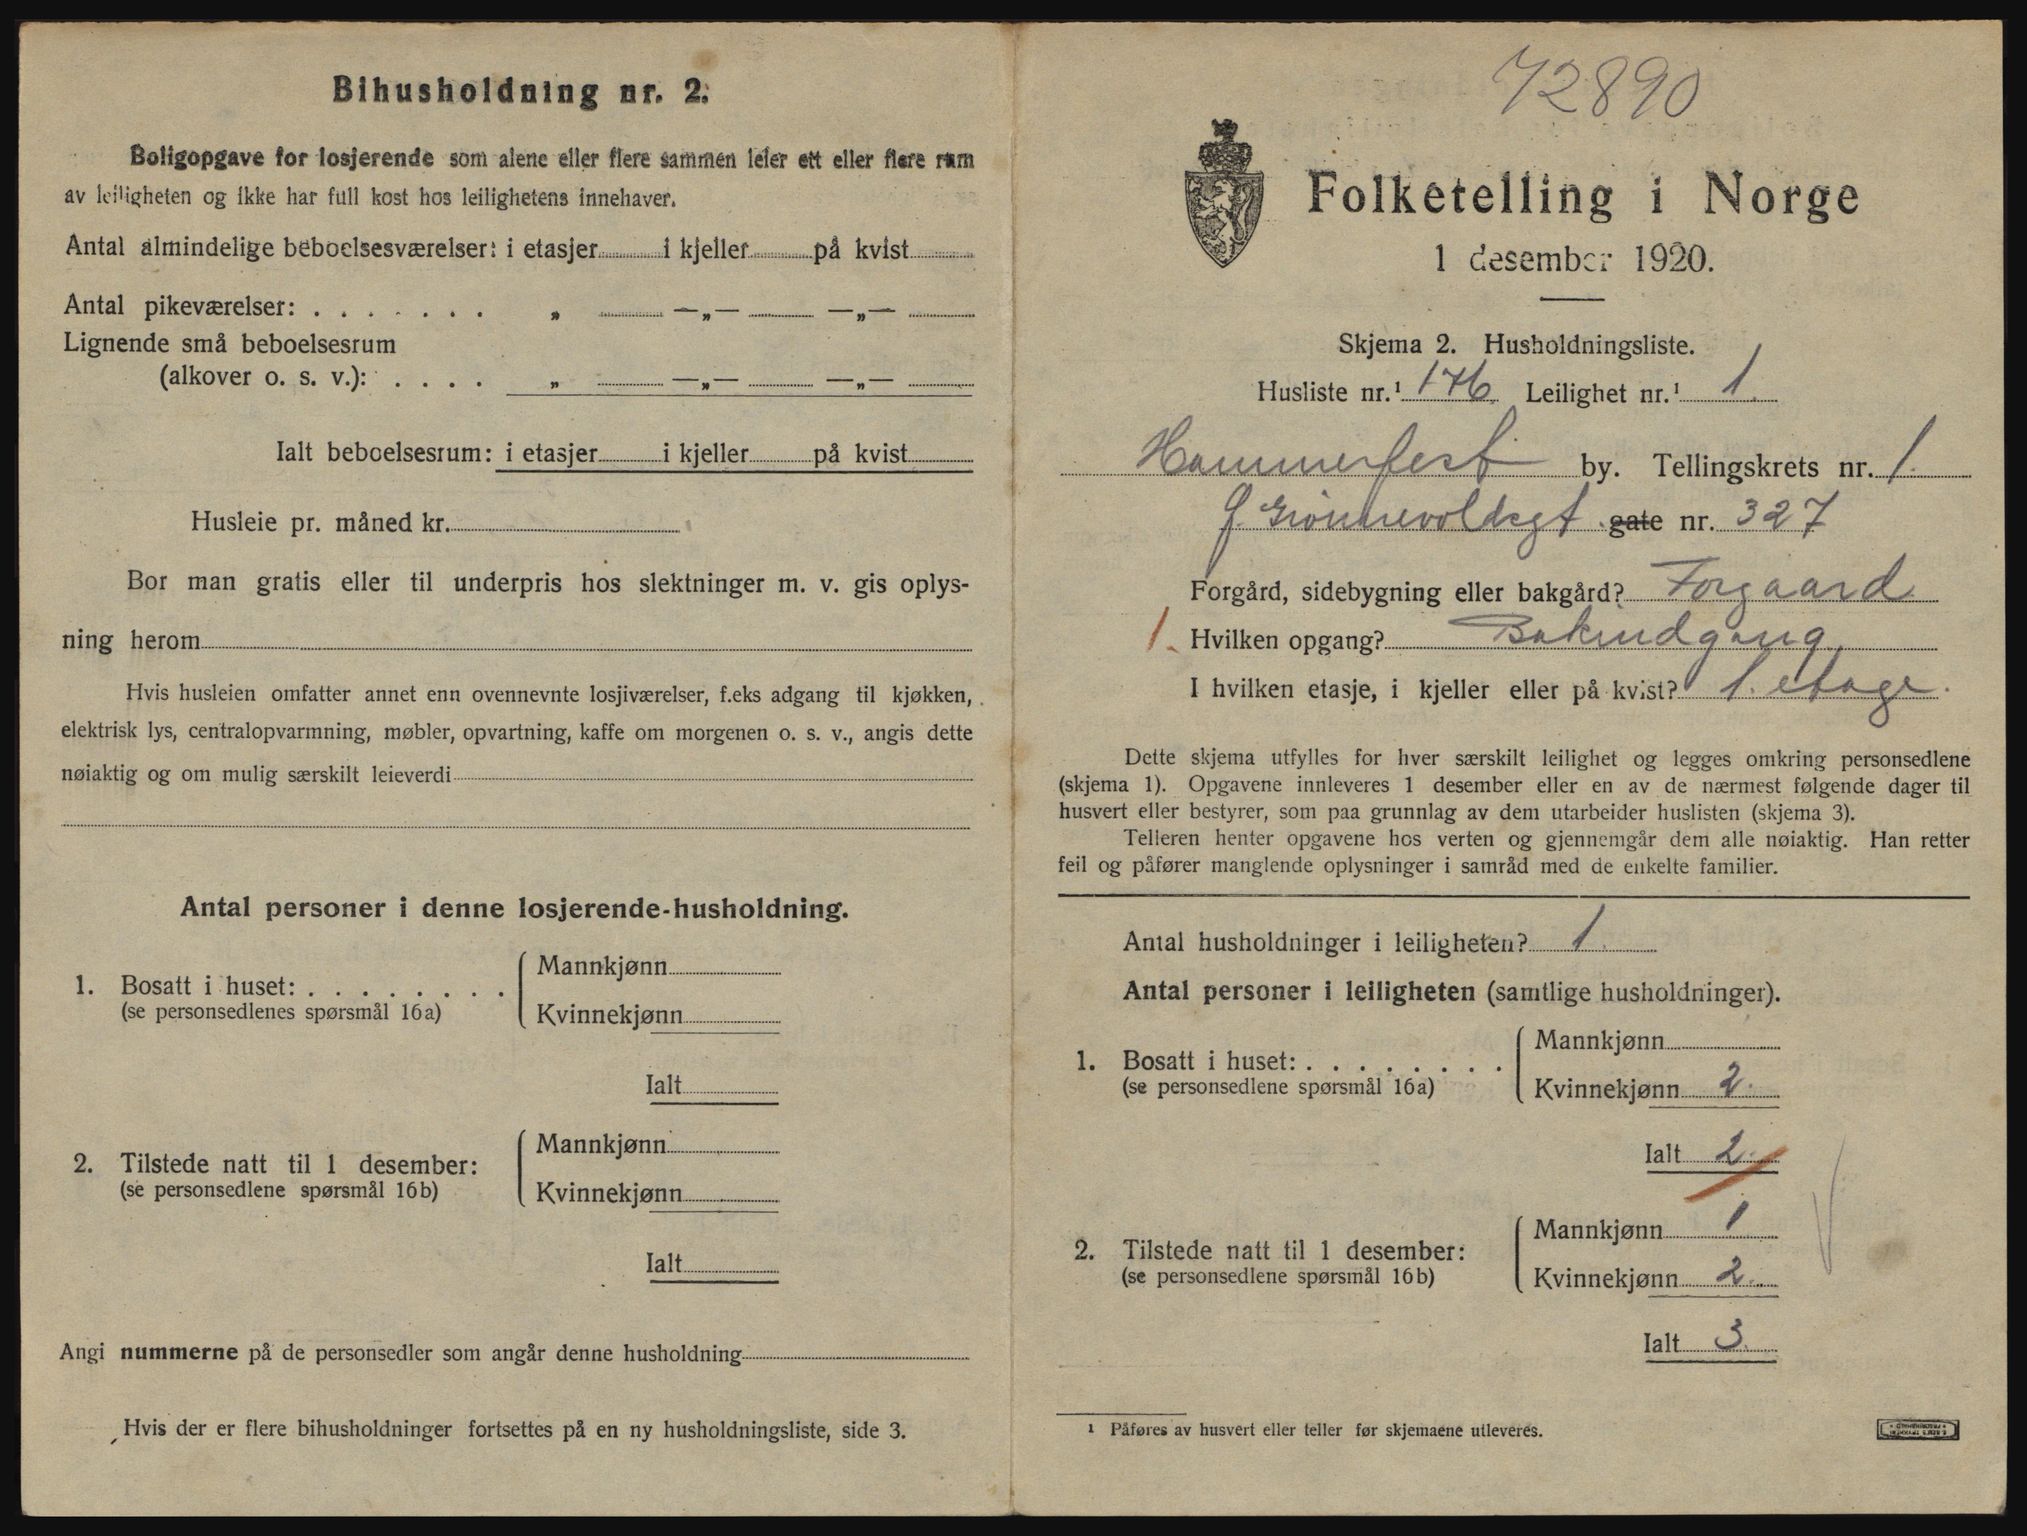 Bihusholdning nr. 2.
Boligopgave for losjerende som alene eller flere sammen leier ett eller flere rum
av leiligheten og ikke har full kost hos leilighetens innehaver.
Antal almindelige beboelsesværelser: i etasjer i kjeller på kvist
Antal pikeværelser: . . . . . . . „ —„— —„—
Lignende små beboelsesrum
(alkover o. s. v.): . . . . „ —„— —„—
Ialt beboelsesrum: i etasjer i kjeller på kvist
Husleie pr. måned kr.
Bor man gratis eller til underpris hos slektninger m. v. gis oplys-
ning herom
Hvis husleien omfatter annet enn ovennevnte losjiværelser, f.eks adgang til kjøkken,
elektrisk lys, centralopvarmning, møbler, opvartning, kaffe om morgenen o. s. v., angis dette
nøiaktig og om mulig særskilt leieverdi
Antal personer i denne losjerende-husholdning.
1. Bosatt i huset: . . . . . . . . Mannkjønn
(se personsedlenes spørsmål 16a) Kvinnekjønn
Ialt
2. Tilstede natt til 1 desember: Mannkjønn
(se personsedlene spørsmål 16b) Kvinnekjønn
Ialt
Angi nummerne på de personsedler som angår denne husholdning
Hvis der er flere bihusholdninger fortsettes på en ny husholdningsliste, side 3.
72890
Folketelling i Norge
1 desember 1920.
Skjema 2. Husholdningsliste.
Husliste nr.¹ 176 Leilighet nr.¹ 1.
Hammerfest by. Tellingskrets nr. 1.
Grønnevoldsgt. gate nr. 327
Forgård, sidebygning eller bakgård? Forgaard
1. Hvilken opgang? Bakindgang
I hvilken etasje, i kjeller eller på kvist? 1. etage.
Dette skjema utfylles for hver særskilt leilighet og legges omkring personsedlene
(skjema 1). Opgavene innleveres 1 desember eller en av de nærmest følgende dager til
husvert eller bestyrer, som paa grunnlag av dem utarbeider huslisten (skjema 3).
Telleren henter opgavene hos verten og gjennemgår dem alle nøiaktig. Han retter
feil og påfører manglende oplysninger i samråd med de enkelte familier.
Antal husholdninger i leiligheten? 1.
Antal personer i leiligheten (samtlige husholdninger).
1. Bosatt i huset: . . . . . . . . Mannkjønn
(se personsedlene spørsmål 16a) Kvinnekjønn 2.
Ialt 2.
2. Tilstede natt til 1 desember: Mannkjønn 1
(se personsedlene spørsmål 16b) Kvinnekjønn 2.
Ialt 3.
¹ Påføres av husvert eller teller før skjemaene utleveres.